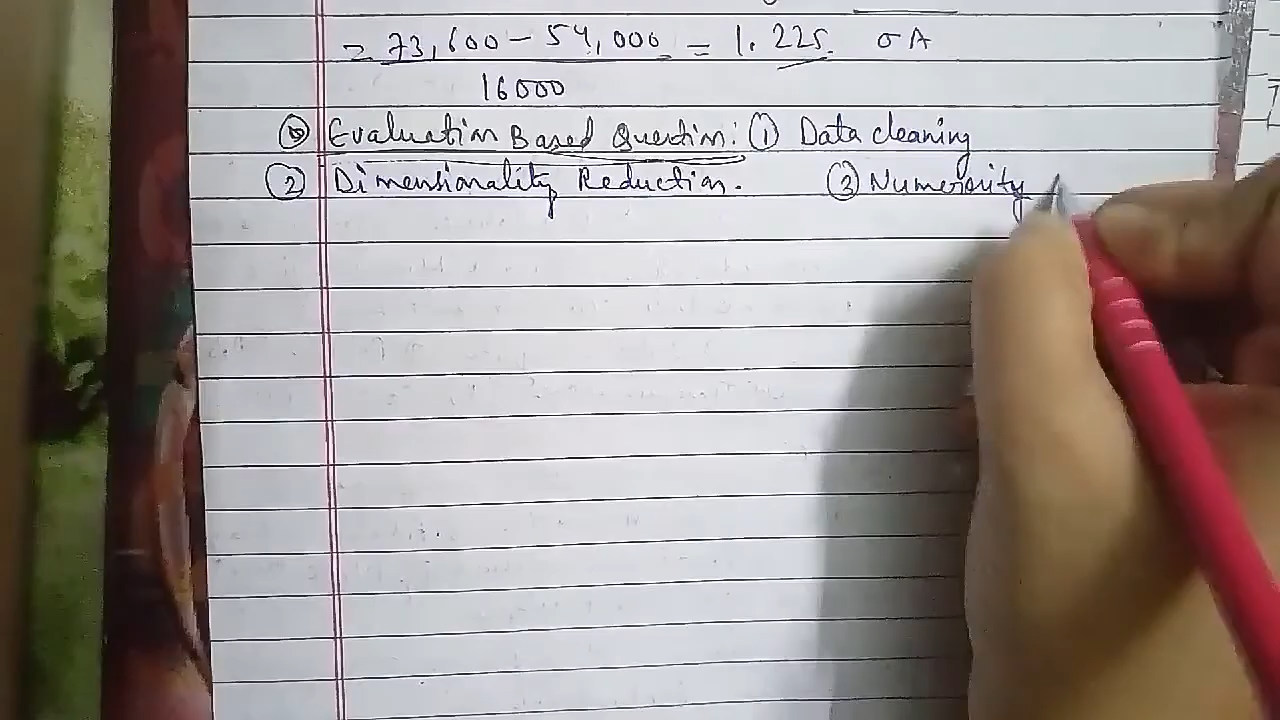 = 73,600 - 54,000 = 1.225 σA
16000
⑥ Evaluation Based Question: ① Data cleaning
② Dimensionality Reduction. ③ Numerosity